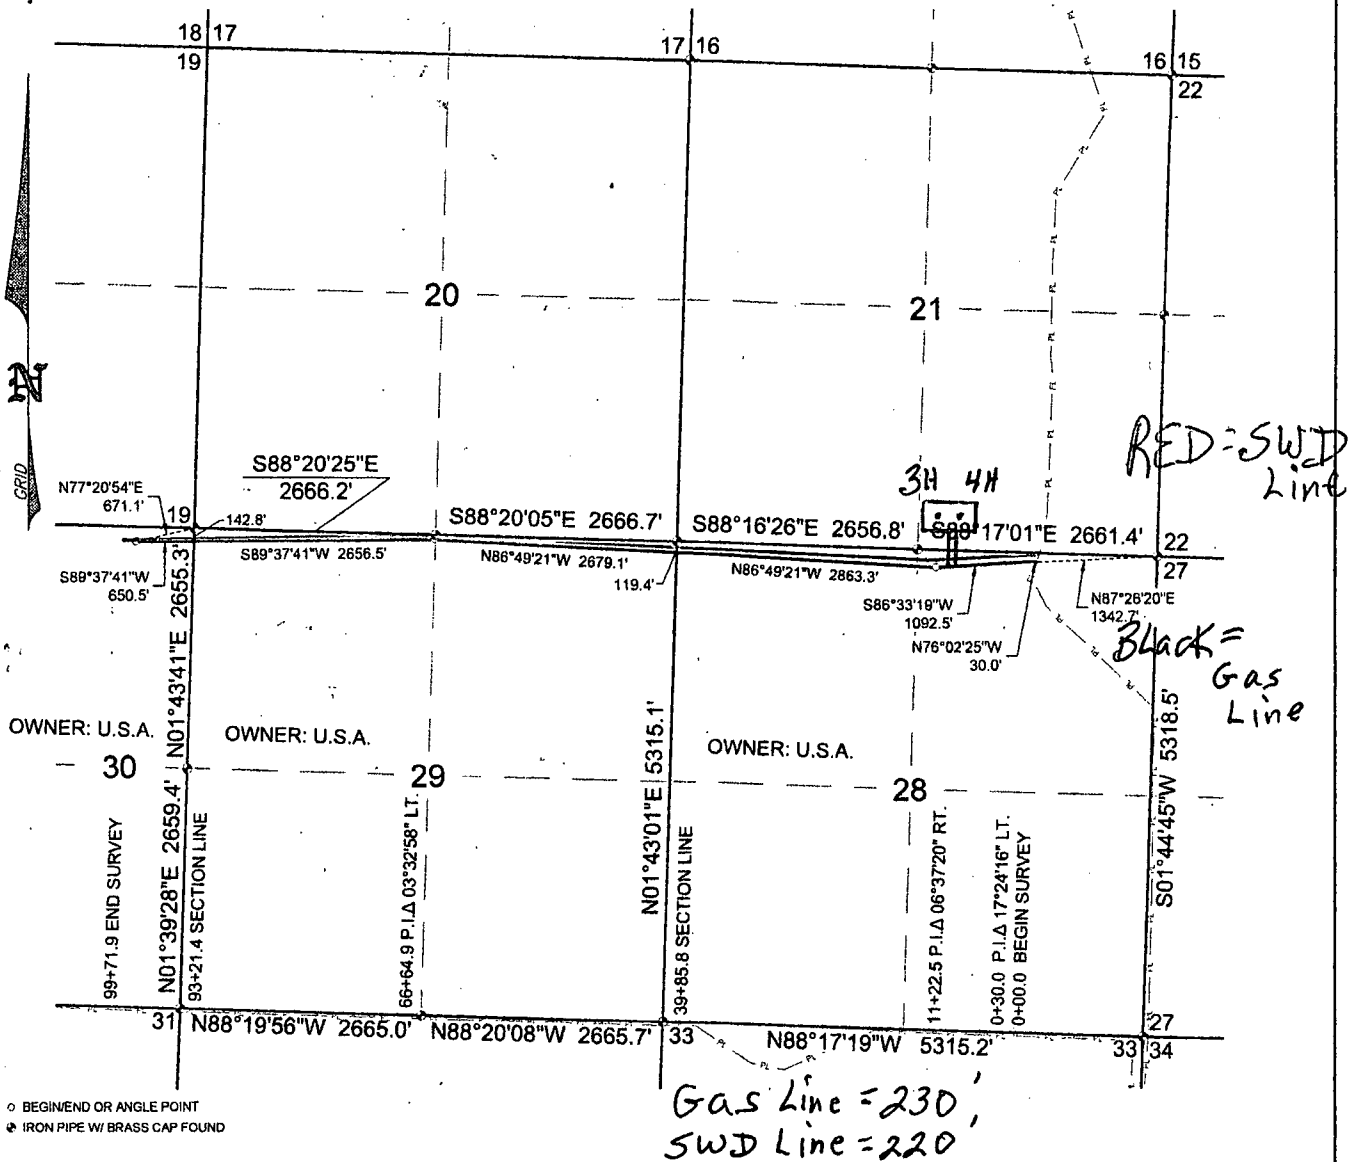 18 17
19
17 16
16 15
22
20
21
GRID
N
RED = SWD
Line
3H 4H
S88°20'25"E
2666.2'
N77°20'54"E
671.1'
19
142.8'
S88°20'05"E 2666.7'
S88°16'26"E 2656.8'
S88°17'01"E 2661.4'
22
27
S89°37'41"W 2656.5'
N86°49'21"W 2679.1'
119.4'
N86°49'21"W 2863.3'
S89°37'41"W
650.5'
S86°33'19"W
1092.5'
N76°02'25"W
30.0'
N87°28'20"E
1342.7'
Black =
Gas
Line
N01°43'41"E 2655.3'
OWNER: U.S.A.
OWNER: U.S.A.
OWNER: U.S.A.
30
29
28
N01°39'28"E 2659.4'
N01°43'01"E 5315.1'
S01°44'45"W 5318.5'
99+71.9 END SURVEY
93+21.4 SECTION LINE
66+64.9 P.I.Δ 03°32'58" LT.
39+85.8 SECTION LINE
11+22.5 P.I.Δ 06°37'20" RT.
0+30.0 P.I.Δ 17°24'16" LT.
0+00.0 BEGIN SURVEY
31
N88°19'56"W 2665.0'
N88°20'08"W 2665.7'
33
N88°17'19"W 5315.2'
27
33 34
BEGIN/END OR ANGLE POINT
IRON PIPE W/ BRASS CAP FOUND
Gas Line = 230'
SWD Line = 220'